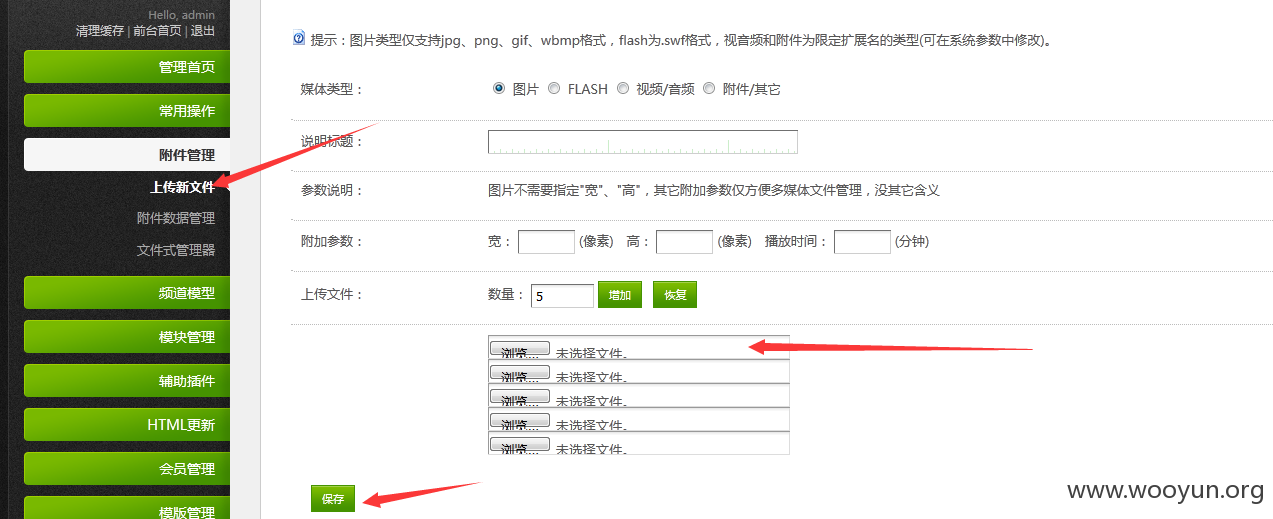 Hello, admin
清理缓存 | 前台首页 | 退出
管理首页
常用操作
附件管理
上传新文件
附件数据管理
文件式管理器
频道模型
模块管理
辅助插件
HTML更新
会员管理
模版管理
提示：图片类型仅支持jpg、png、gif、wbmp格式，flash为.swf格式，视音频和附件为限定扩展名的类型(可在系统参数中修改)。
媒体类型： 图片 FLASH 视频/音频 附件/其它
说明标题：
参数说明： 图片不需要指定"宽"、"高"，其它附加参数仅方便多媒体文件管理，没其它含义
附加参数： 宽： (像素) 高： (像素) 播放时间： (分钟)
上传文件： 数量： 5 增加 恢复
浏览... 未选择文件。
浏览... 未选择文件。
浏览... 未选择文件。
浏览... 未选择文件。
浏览... 未选择文件。
保存
www.wooyun.org